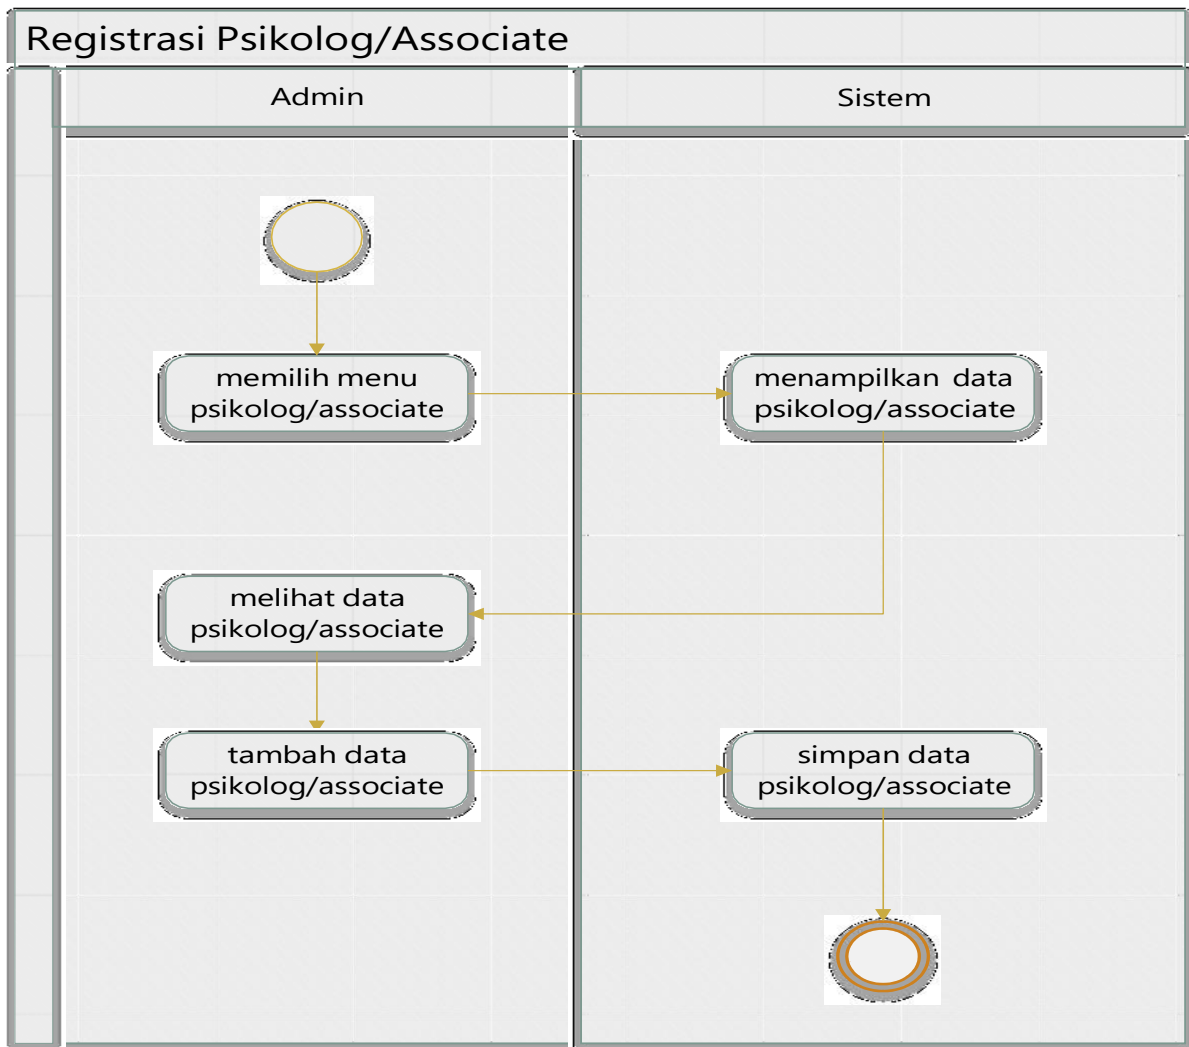 Registrasi Psikolog/Associate
Admin
Sistem
memilih menu
psikolog/associate
menampilkan data
psikolog/associate
melihat data
psikolog/associate
tambah data
psikolog/associate
simpan data
psikolog/associate